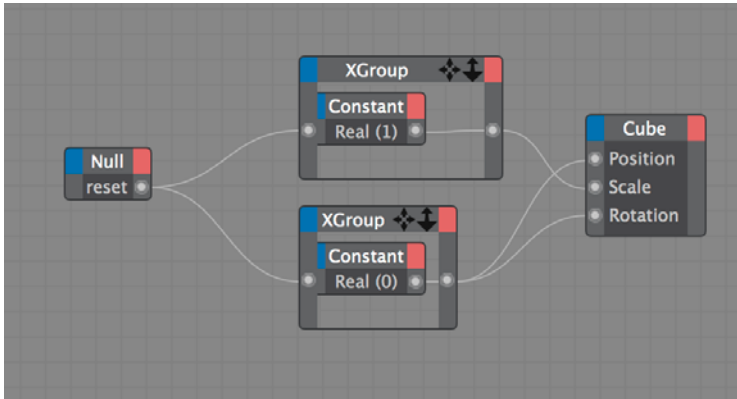 XGroup
Constant
Real (1)
Null
reset
XGroup
Constant
Real (0)
Cube
Position
Scale
Rotation